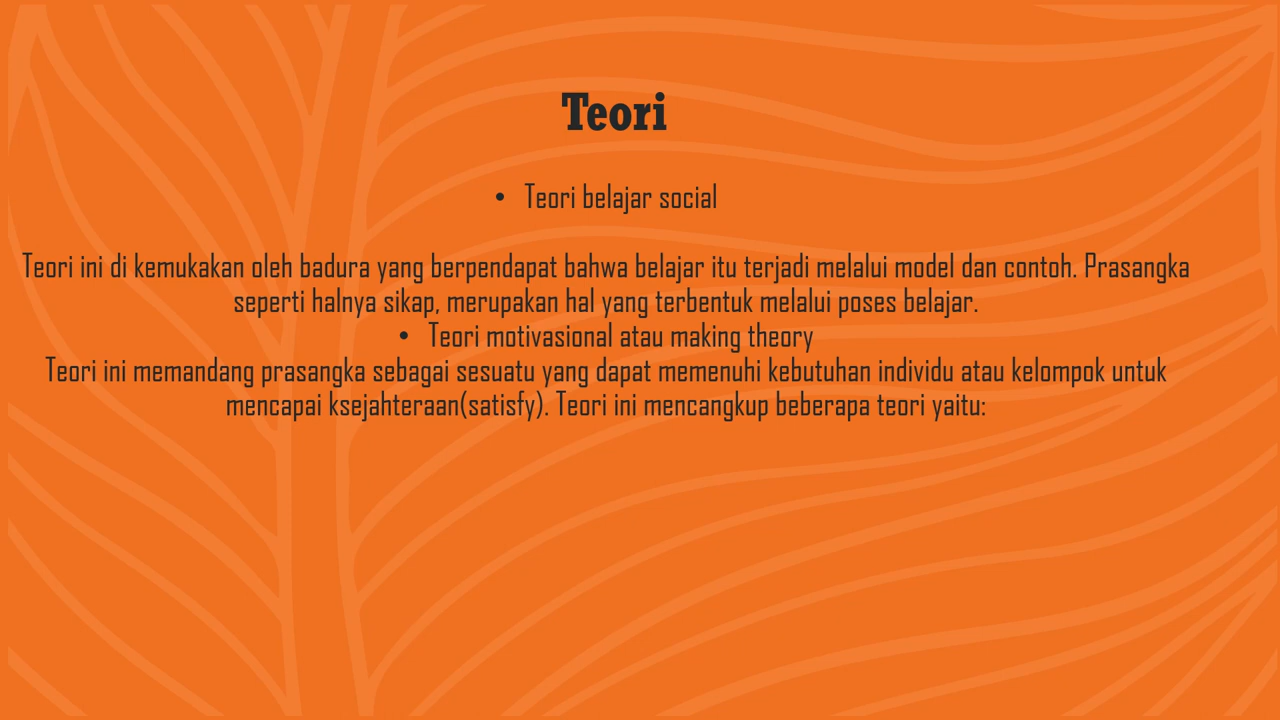 Teori
• Teori belajar social
Teori ini di kemukakan oleh badura yang berpendapat bahwa belajar itu terjadi melalui model dan contoh. Prasangka
seperti halnya sikap, merupakan hal yang terbentuk melalui poses belajar.
• Teori motivasional atau making theory
Teori ini memandang prasangka sebagai sesuatu yang dapat memenuhi kebutuhan individu atau kelompok untuk
mencapai ksejahteraan(satisfy). Teori ini mencangkup beberapa teori yaitu: